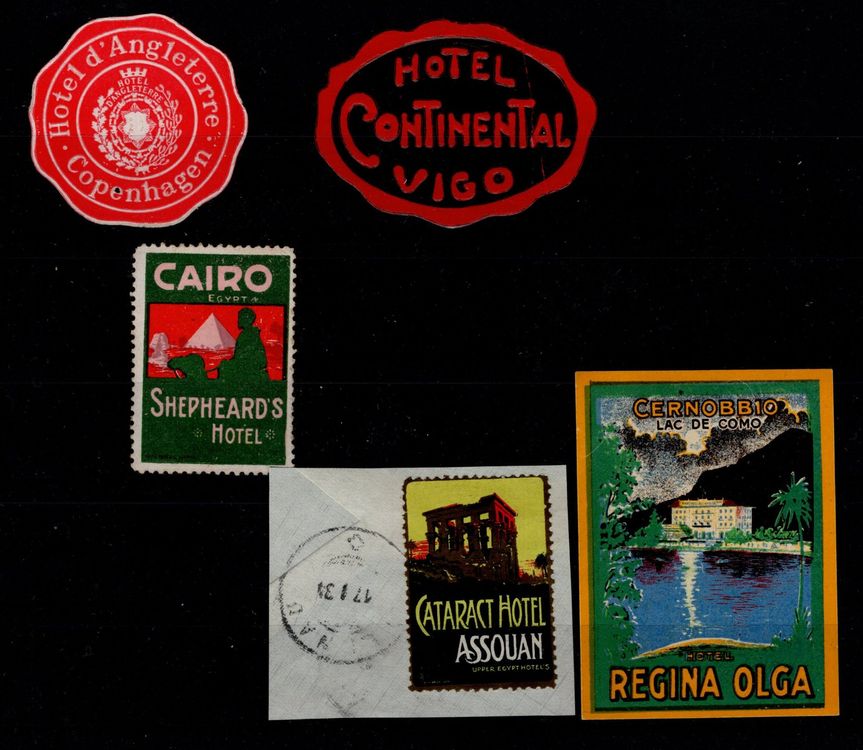 Hotel d'Angleterre
HOTEL
D'ANGLETERRE
Copenhagen
HOTEL
CONTINENTAL
VIGO
CAIRO
EGYPT
SHEPHEARD'S
HOTEL
17 1 31
CATARACT HOTEL
ASSOUAN
UPPER EGYPT HOTELS
CERNOBBIO
LAC DE COMO
HOTEL
REGINA OLGA